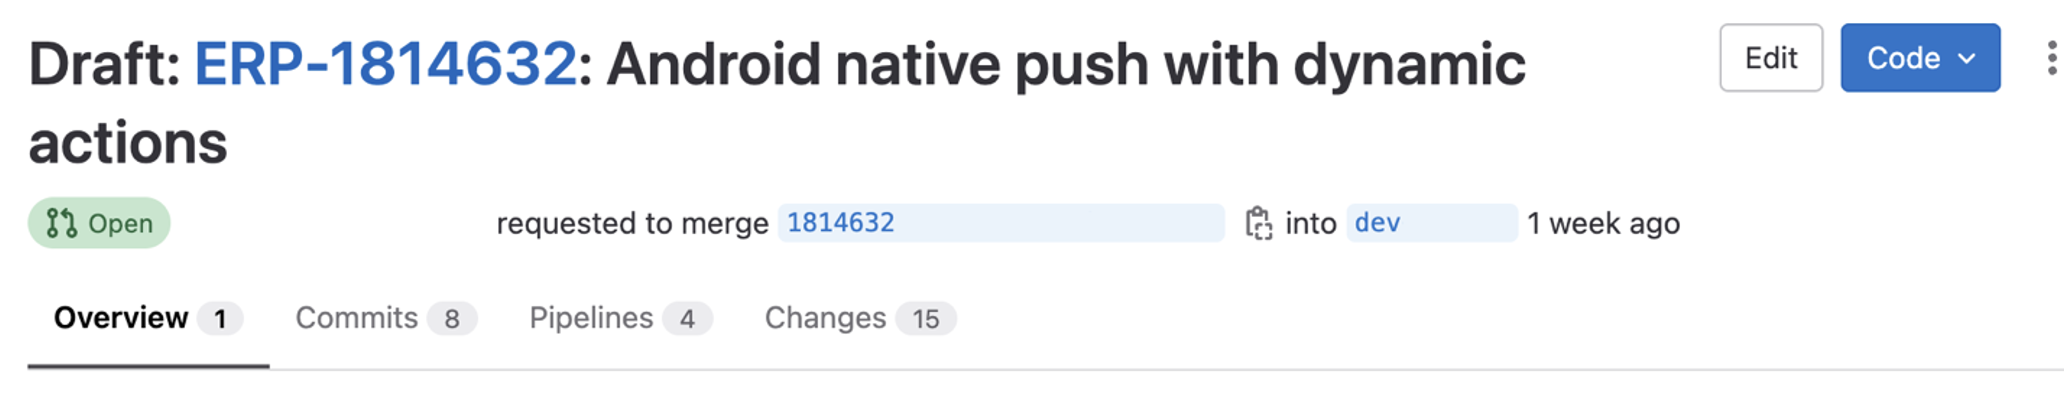 Draft: ERP-1814632: Android native push with dynamic
actions
Edit
Code
Open
requested to merge 1814632 into dev 1 week ago
Overview 1 Commits 8 Pipelines 4 Changes 15